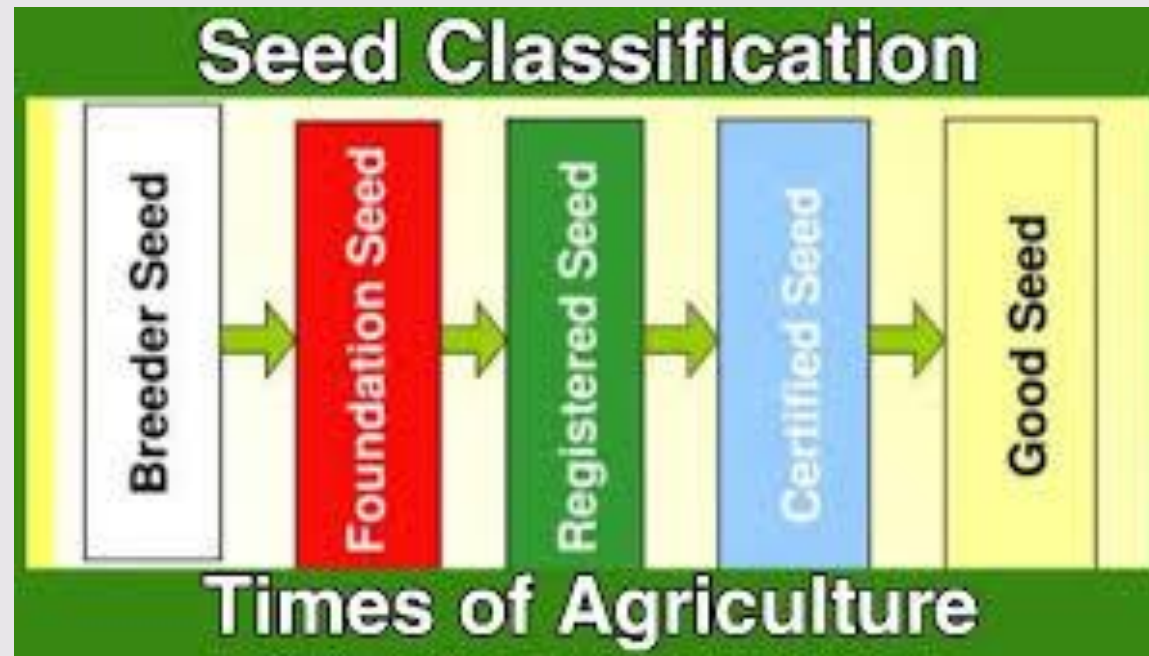 Seed Classification
Breeder Seed
Foundation Seed
Registered Seed
Certified Seed
Good Seed
Times of Agriculture